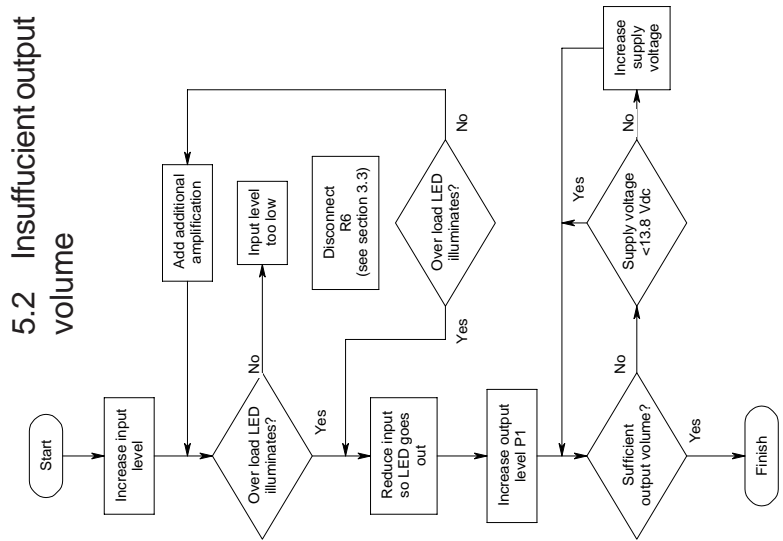 5.2 Insuffucient output
volume
Start
Increase input
level
Over load LED
illuminates?
No
Yes
Add additional
amplification
Input level
too low
Disconnect
R6
(see section 3.3)
Over load LED
illuminates?
No
Yes
Reduce input
so LED goes
out
Increase output
level P1
Sufficient
output volume?
No
Yes
Supply voltage
<13.8 Vdc
Yes
No
Increase
supply
voltage
Finish